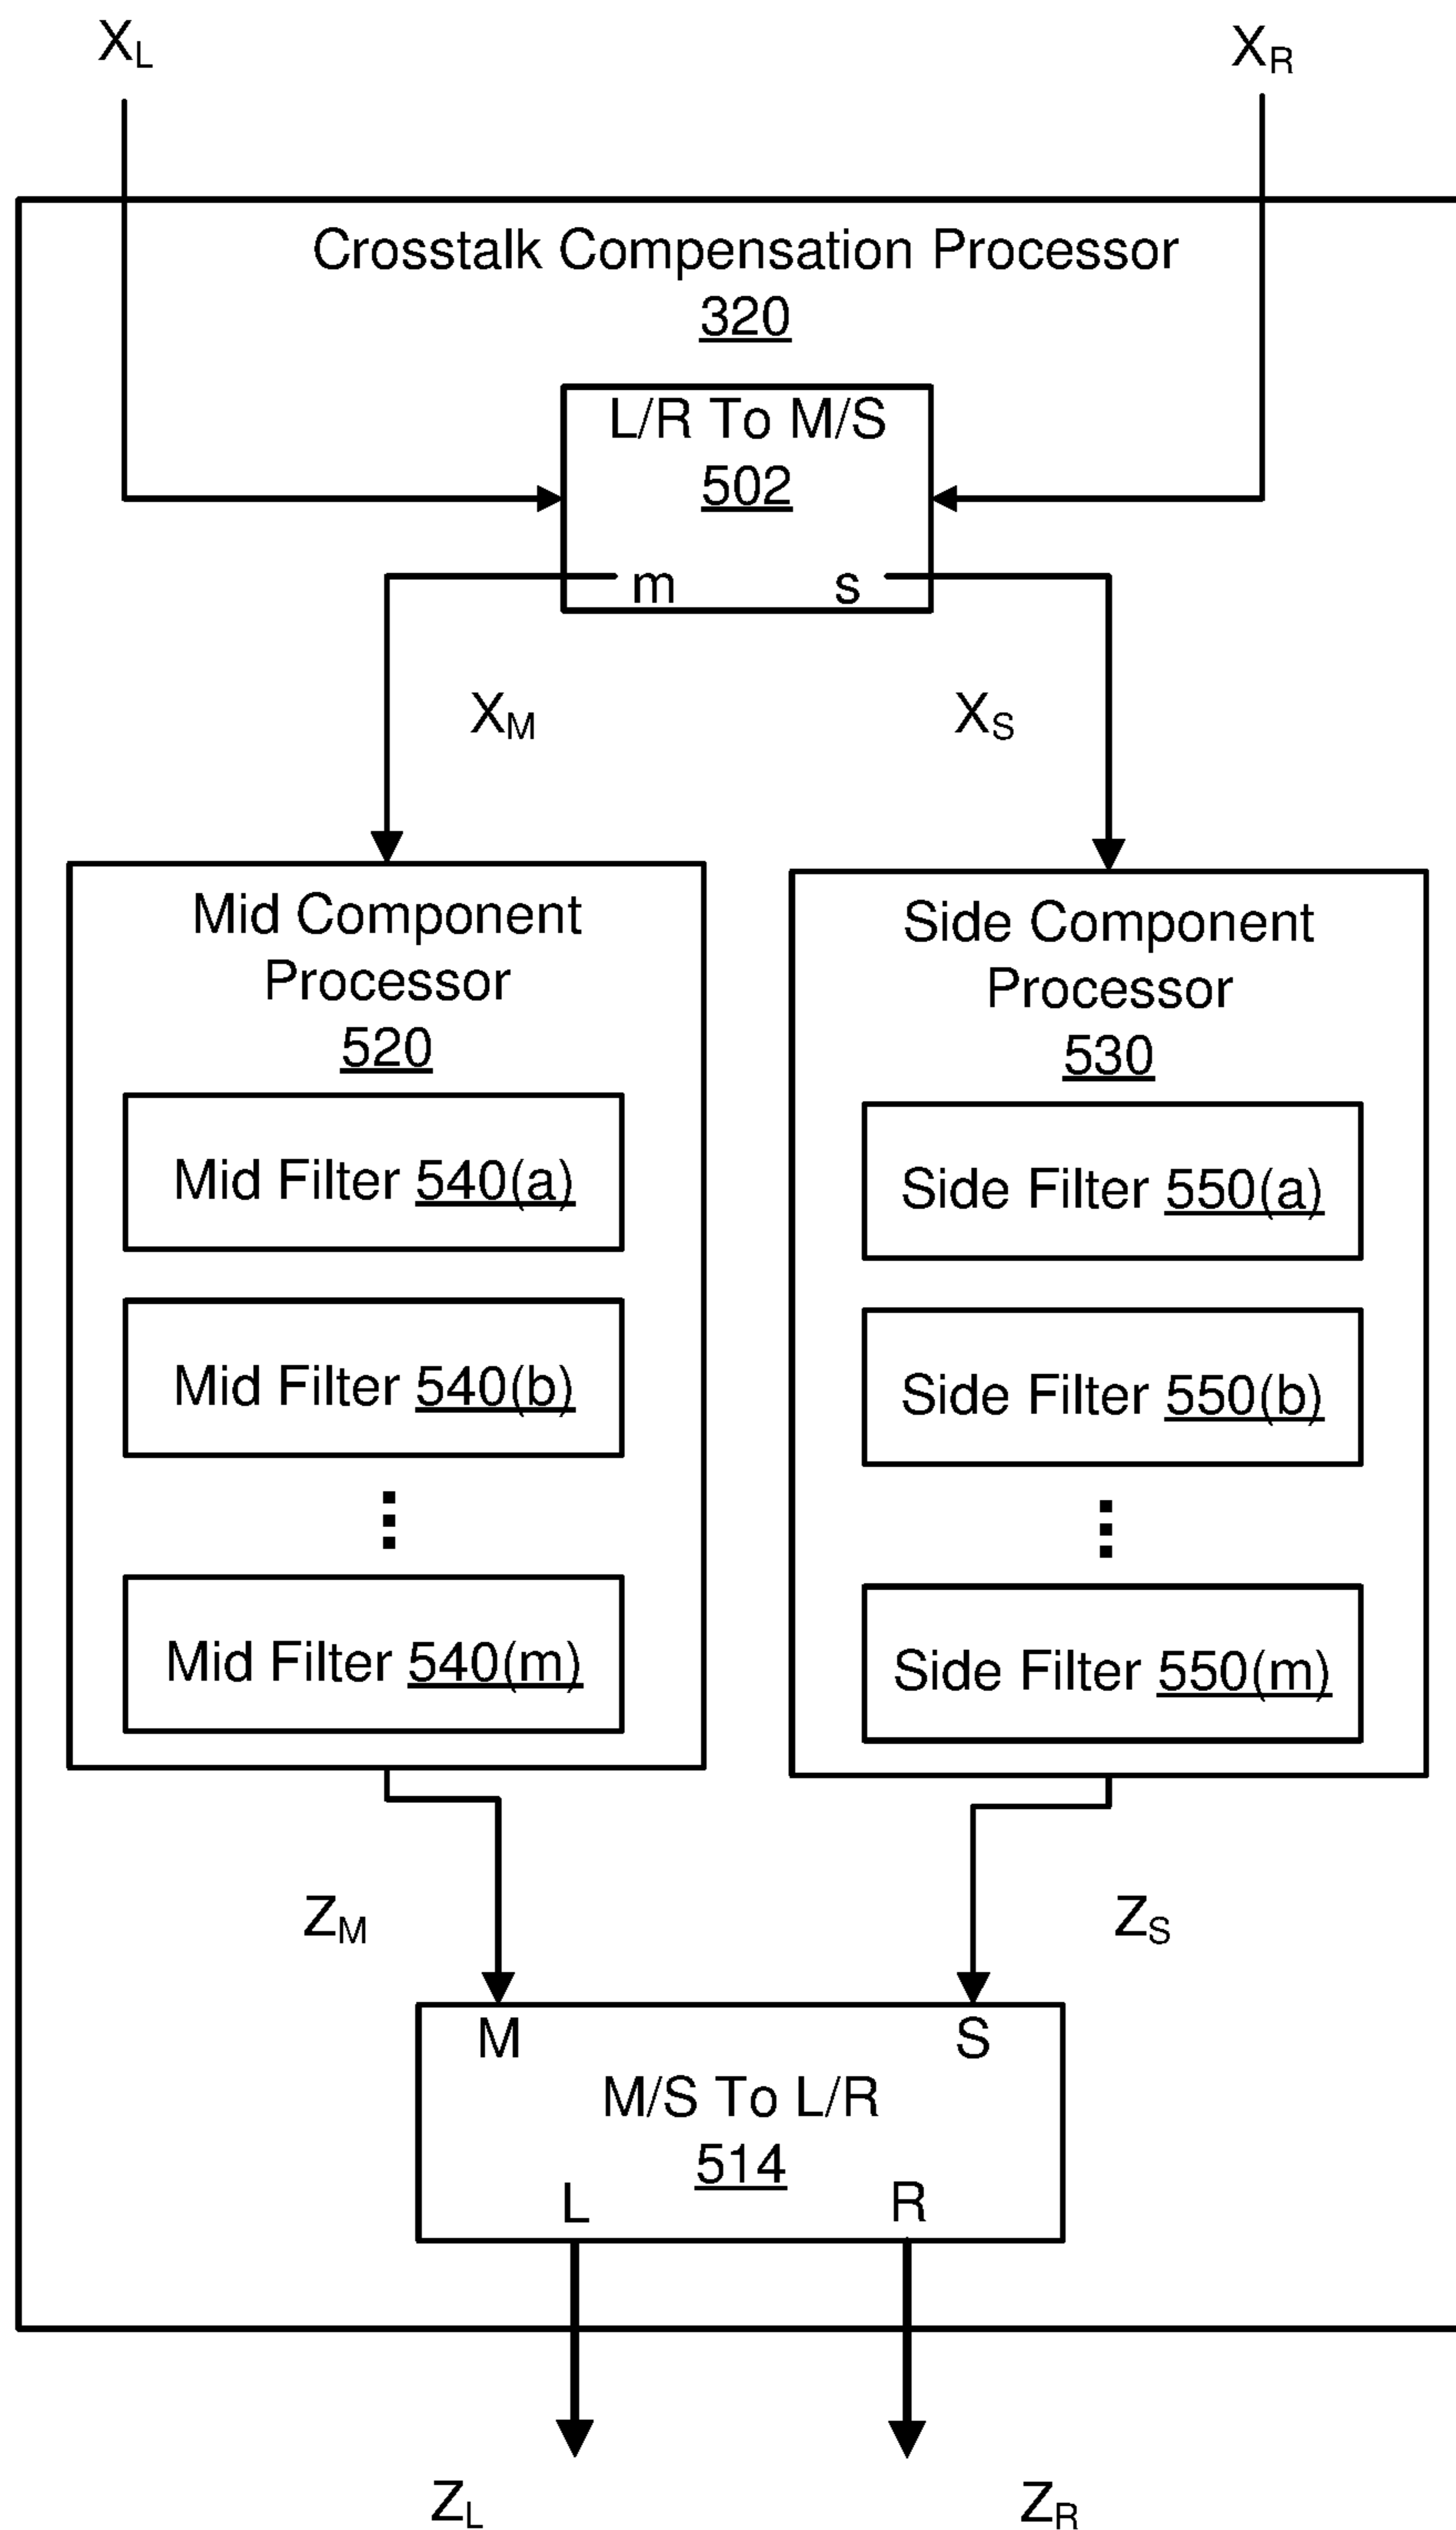 X_L
X_R
Crosstalk Compensation Processor
320
L/R To M/S
502
m
s
X_M
X_S
Mid Component
Processor
520
Mid Filter 540(a)
Mid Filter 540(b)
Mid Filter 540(m)
Side Component
Processor
530
Side Filter 550(a)
Side Filter 550(b)
Side Filter 550(m)
Z_M
Z_S
M
S
M/S To L/R
514
L
R
Z_L
Z_R